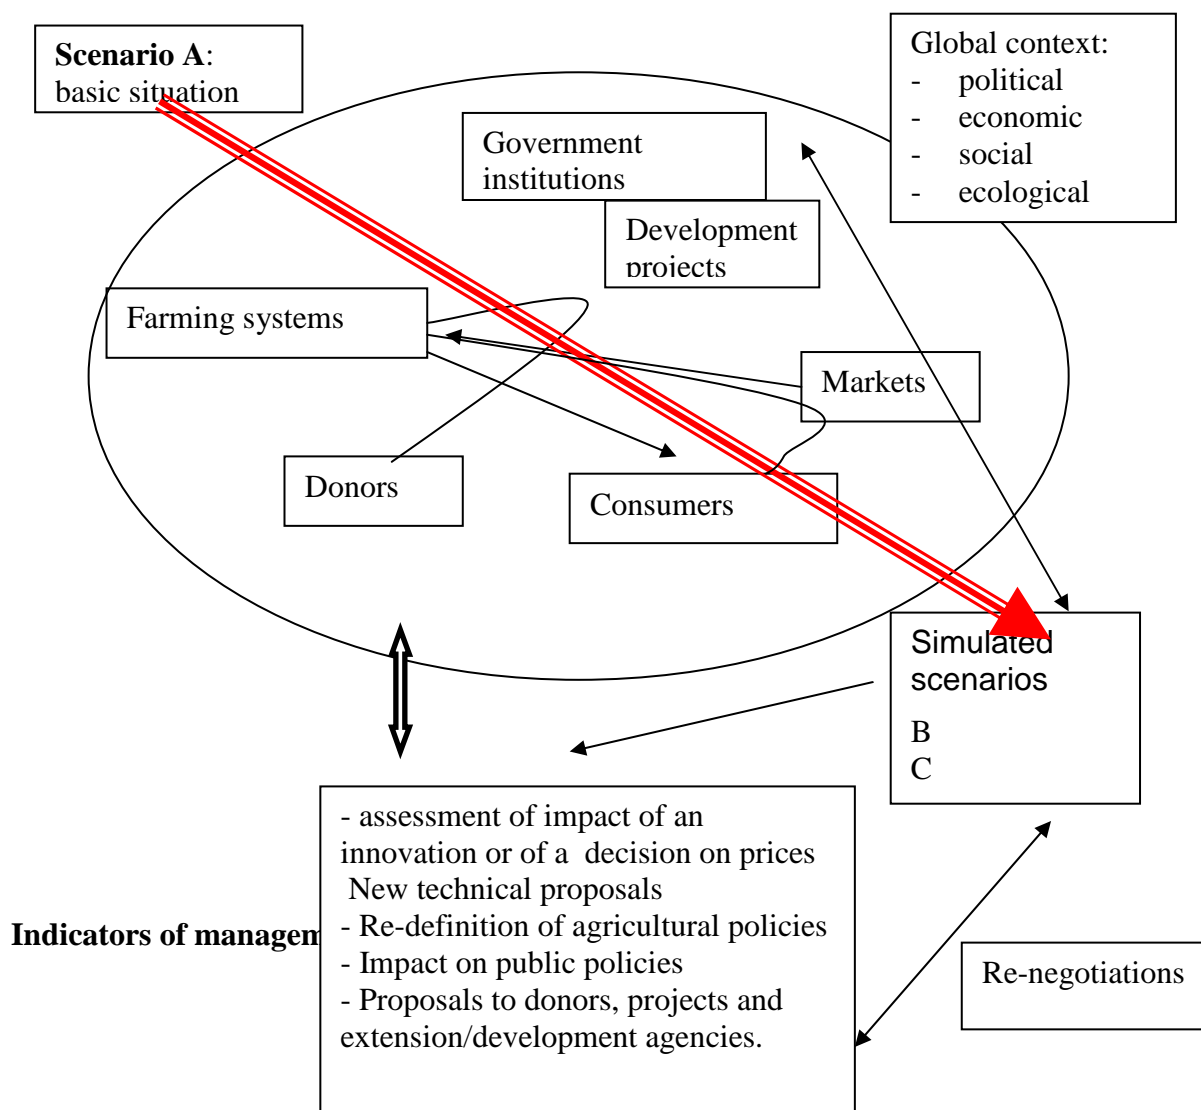 Scenario A:
basic situation
Global context:
- political
- economic
- social
- ecological
Government
institutions
Development
projects
Farming systems
Markets
Donors
Consumers
Simulated
scenarios
B
C
- assessment of impact of an
innovation or of a decision on prices
New technical proposals
- Re-definition of agricultural policies
- Impact on public policies
- Proposals to donors, projects and
extension/development agencies.
Indicators of managem
Re-negotiations